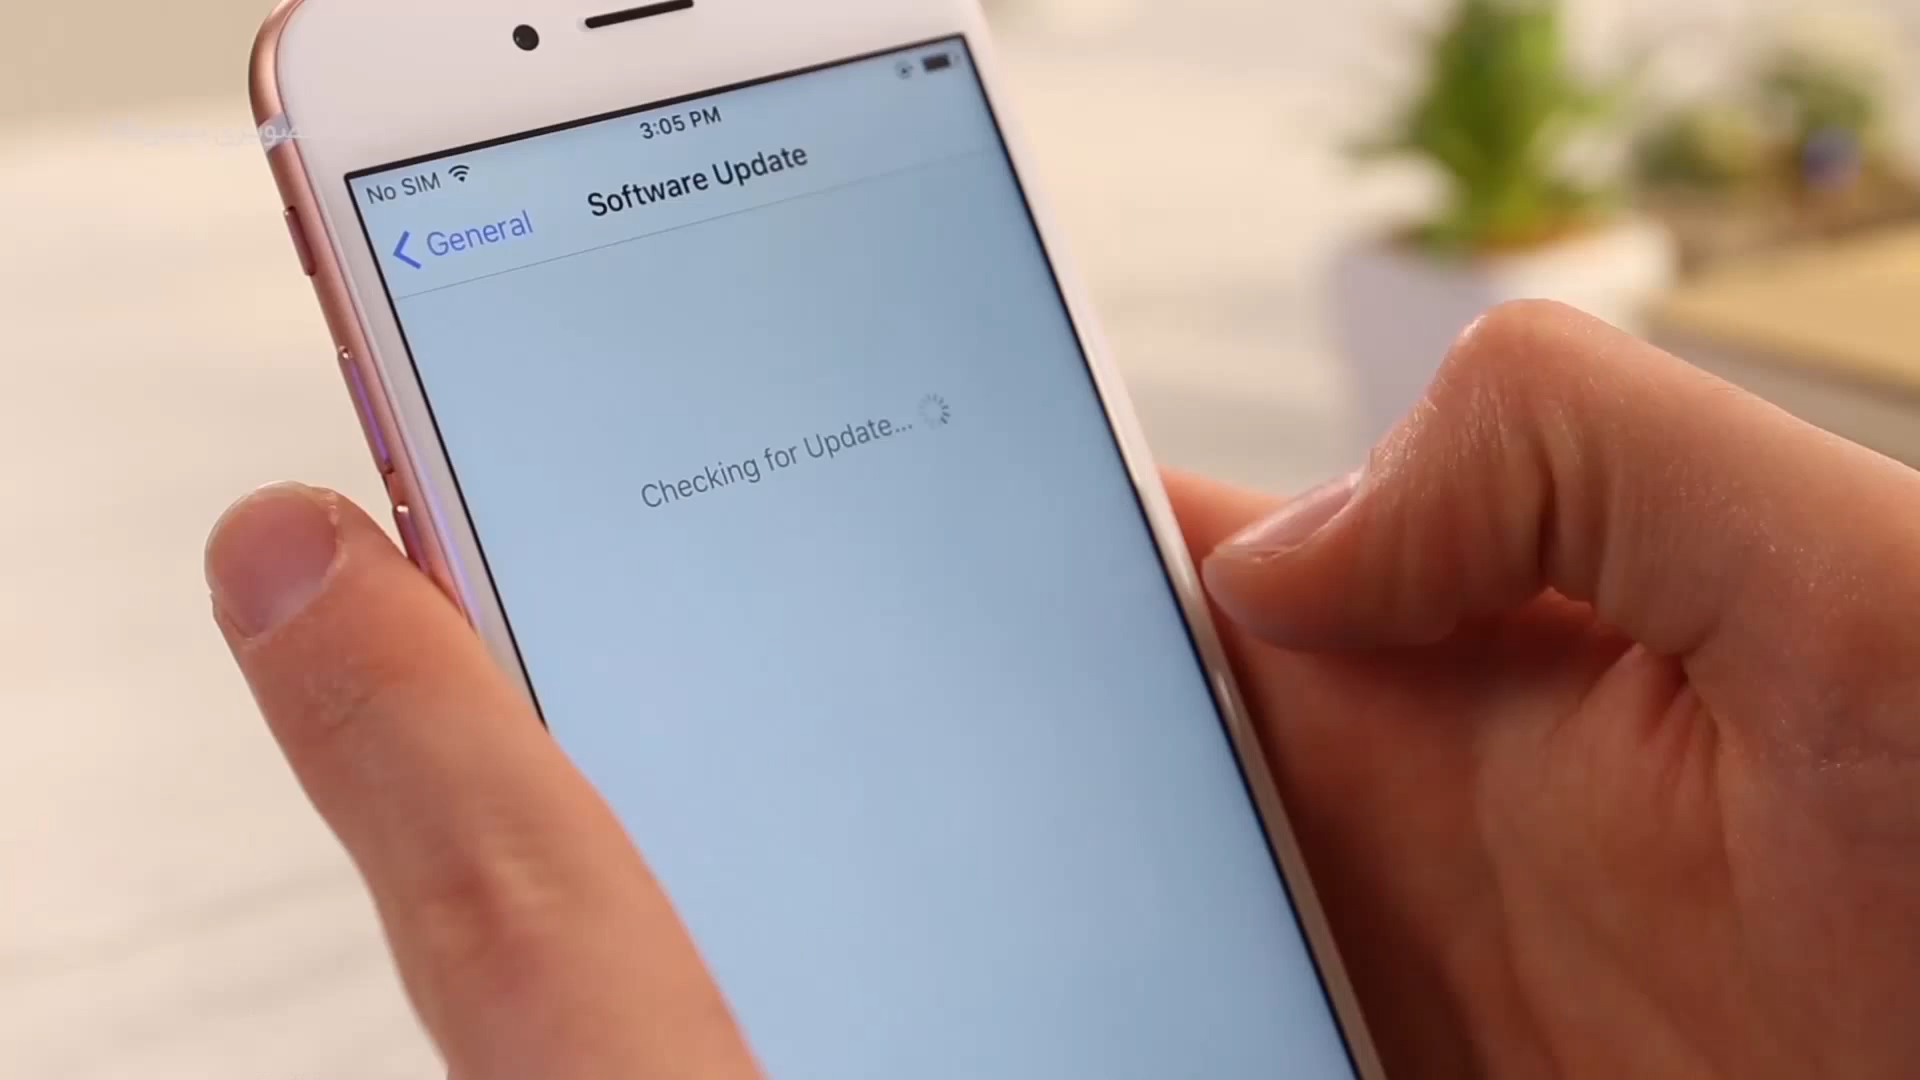 No SIM
3:05 PM
General
Software Update
Checking for Update...